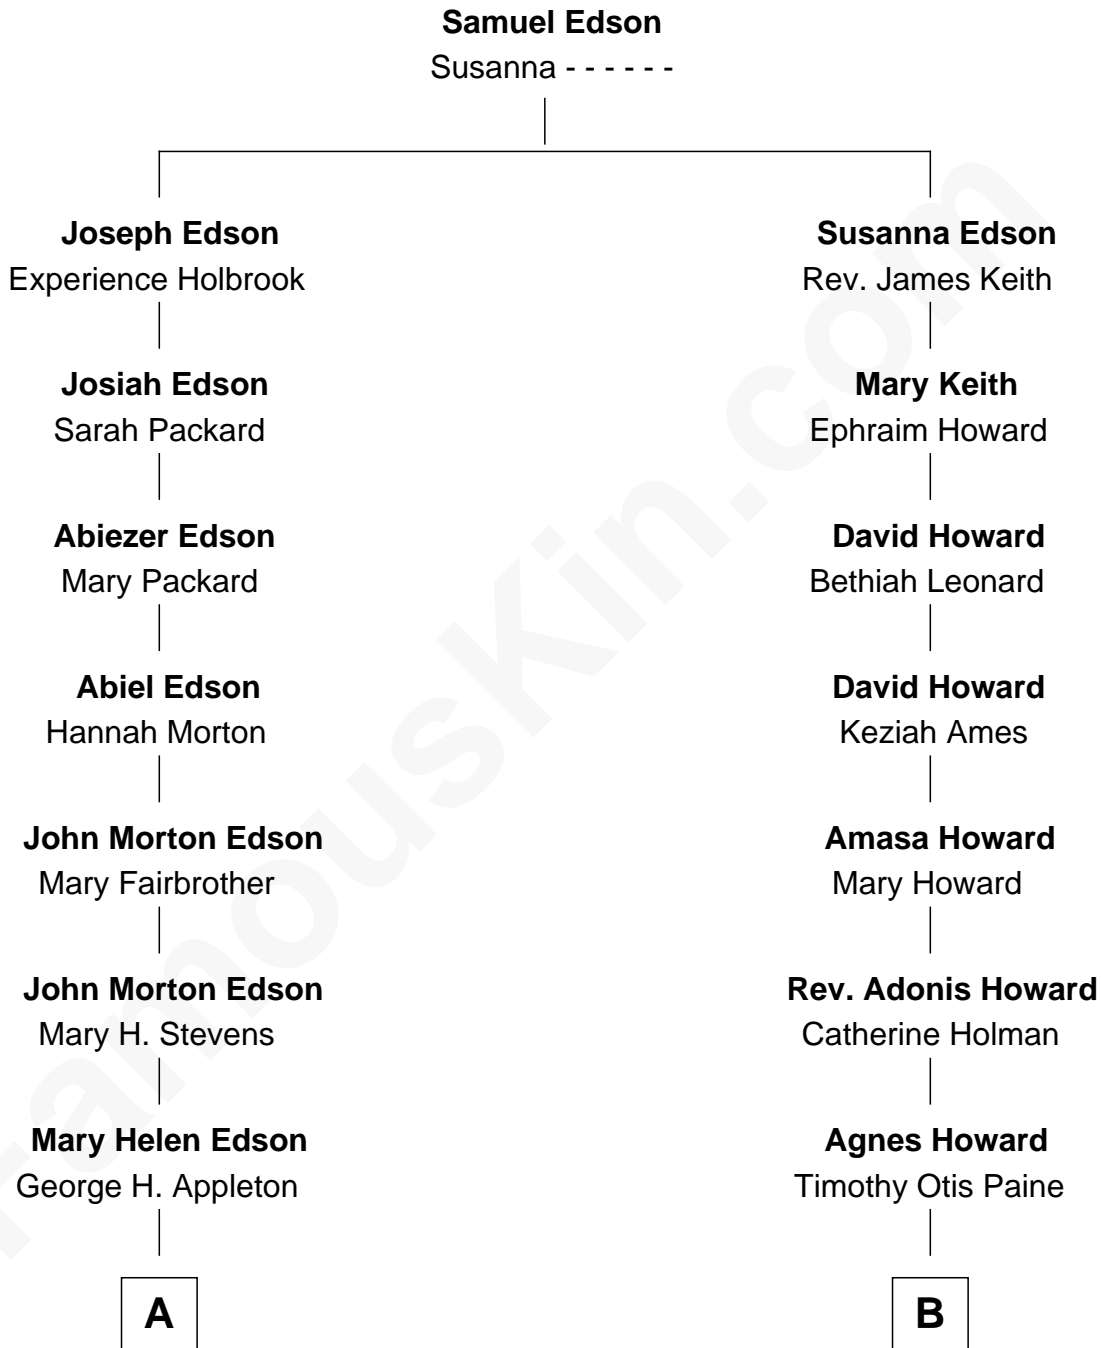 Samuel Edson
Susanna - - - - - -
Joseph Edson
Experience Holbrook
Susanna Edson
Rev. James Keith
Josiah Edson
Sarah Packard
Mary Keith
Ephraim Howard
Abiezer Edson
Mary Packard
David Howard
Bethiah Leonard
Abiel Edson
Hannah Morton
David Howard
Keziah Ames
John Morton Edson
Mary Fairbrother
Amasa Howard
Mary Howard
John Morton Edson
Mary H. Stevens
Rev. Adonis Howard
Catherine Holman
Mary Helen Edson
George H. Appleton
Agnes Howard
Timothy Otis Paine
A
B
FamousKin.com